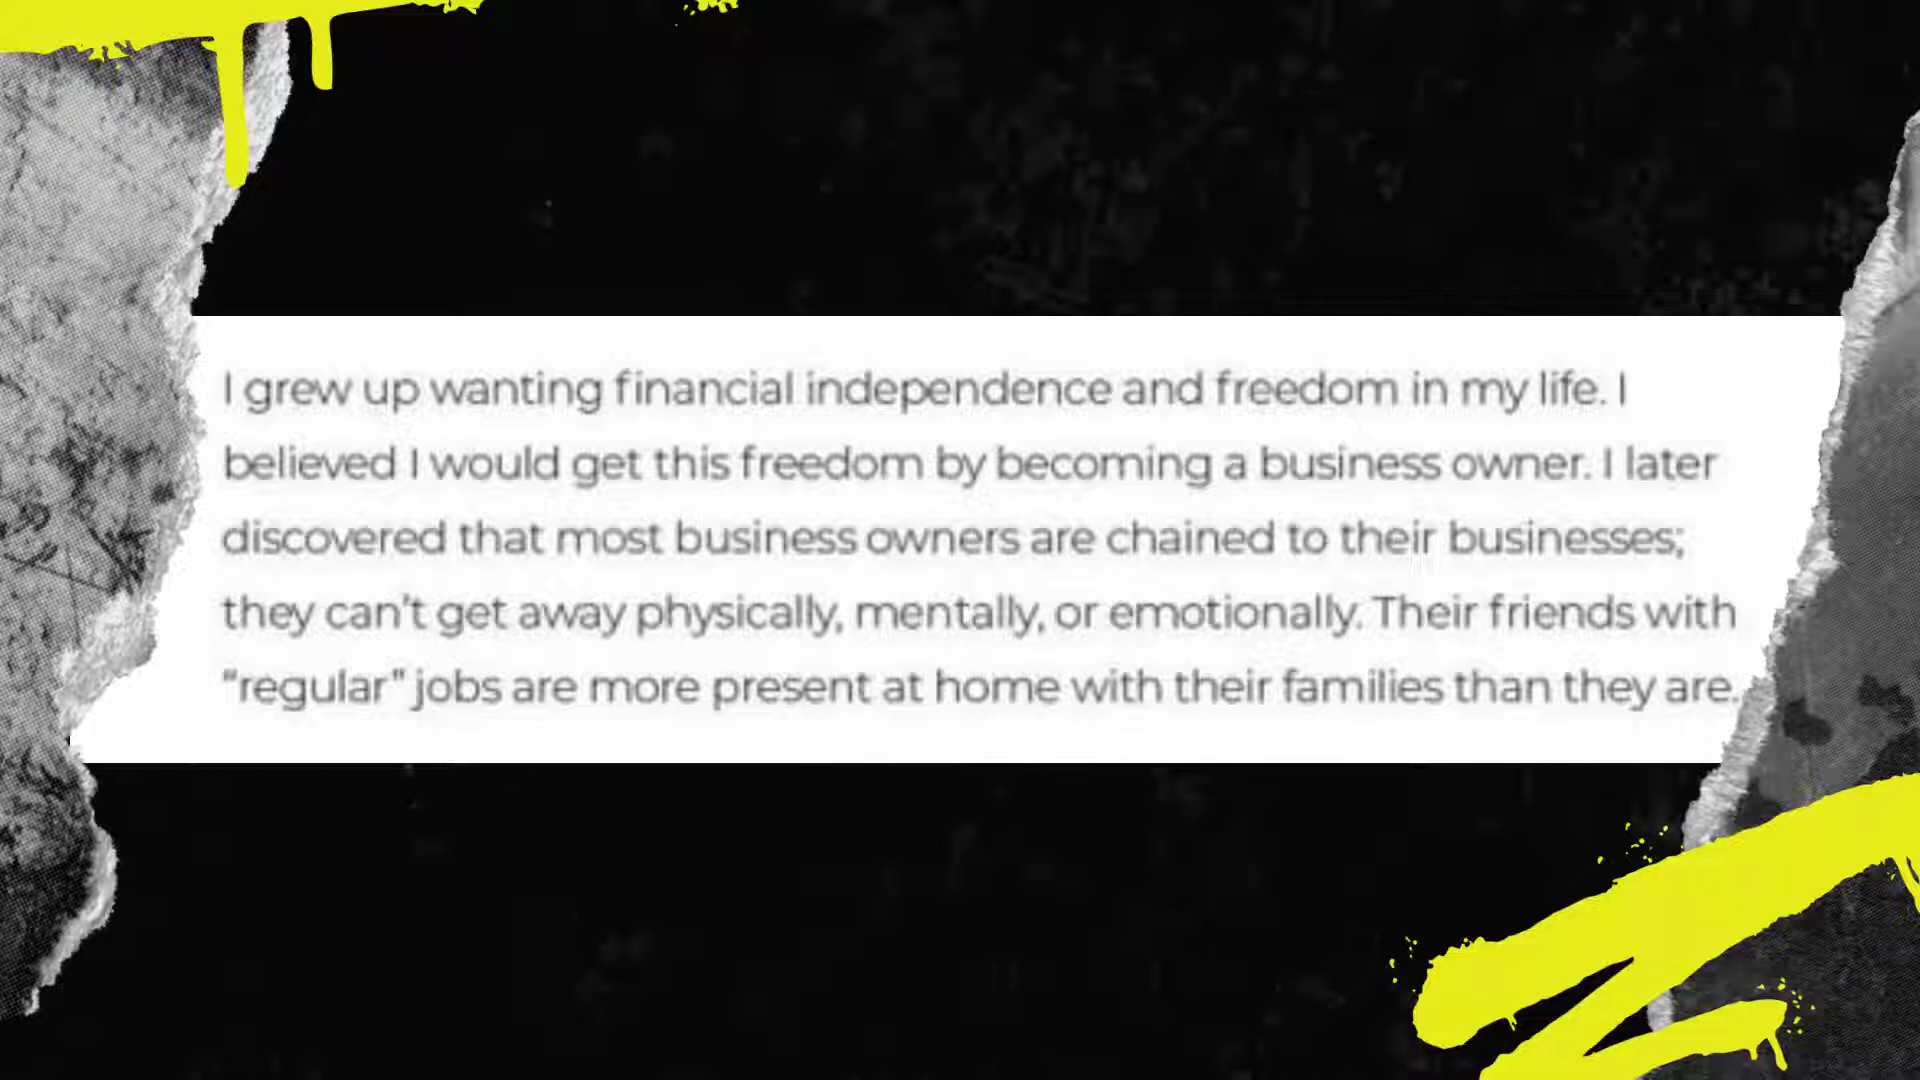 I grew up wanting financial independence and freedom in my life. I
believed I would get this freedom by becoming a business owner. I later
discovered that most business owners are chained to their businesses;
they can't get away physically, mentally, or emotionally. Their friends with
"regular" jobs are more present at home with their families than they are.